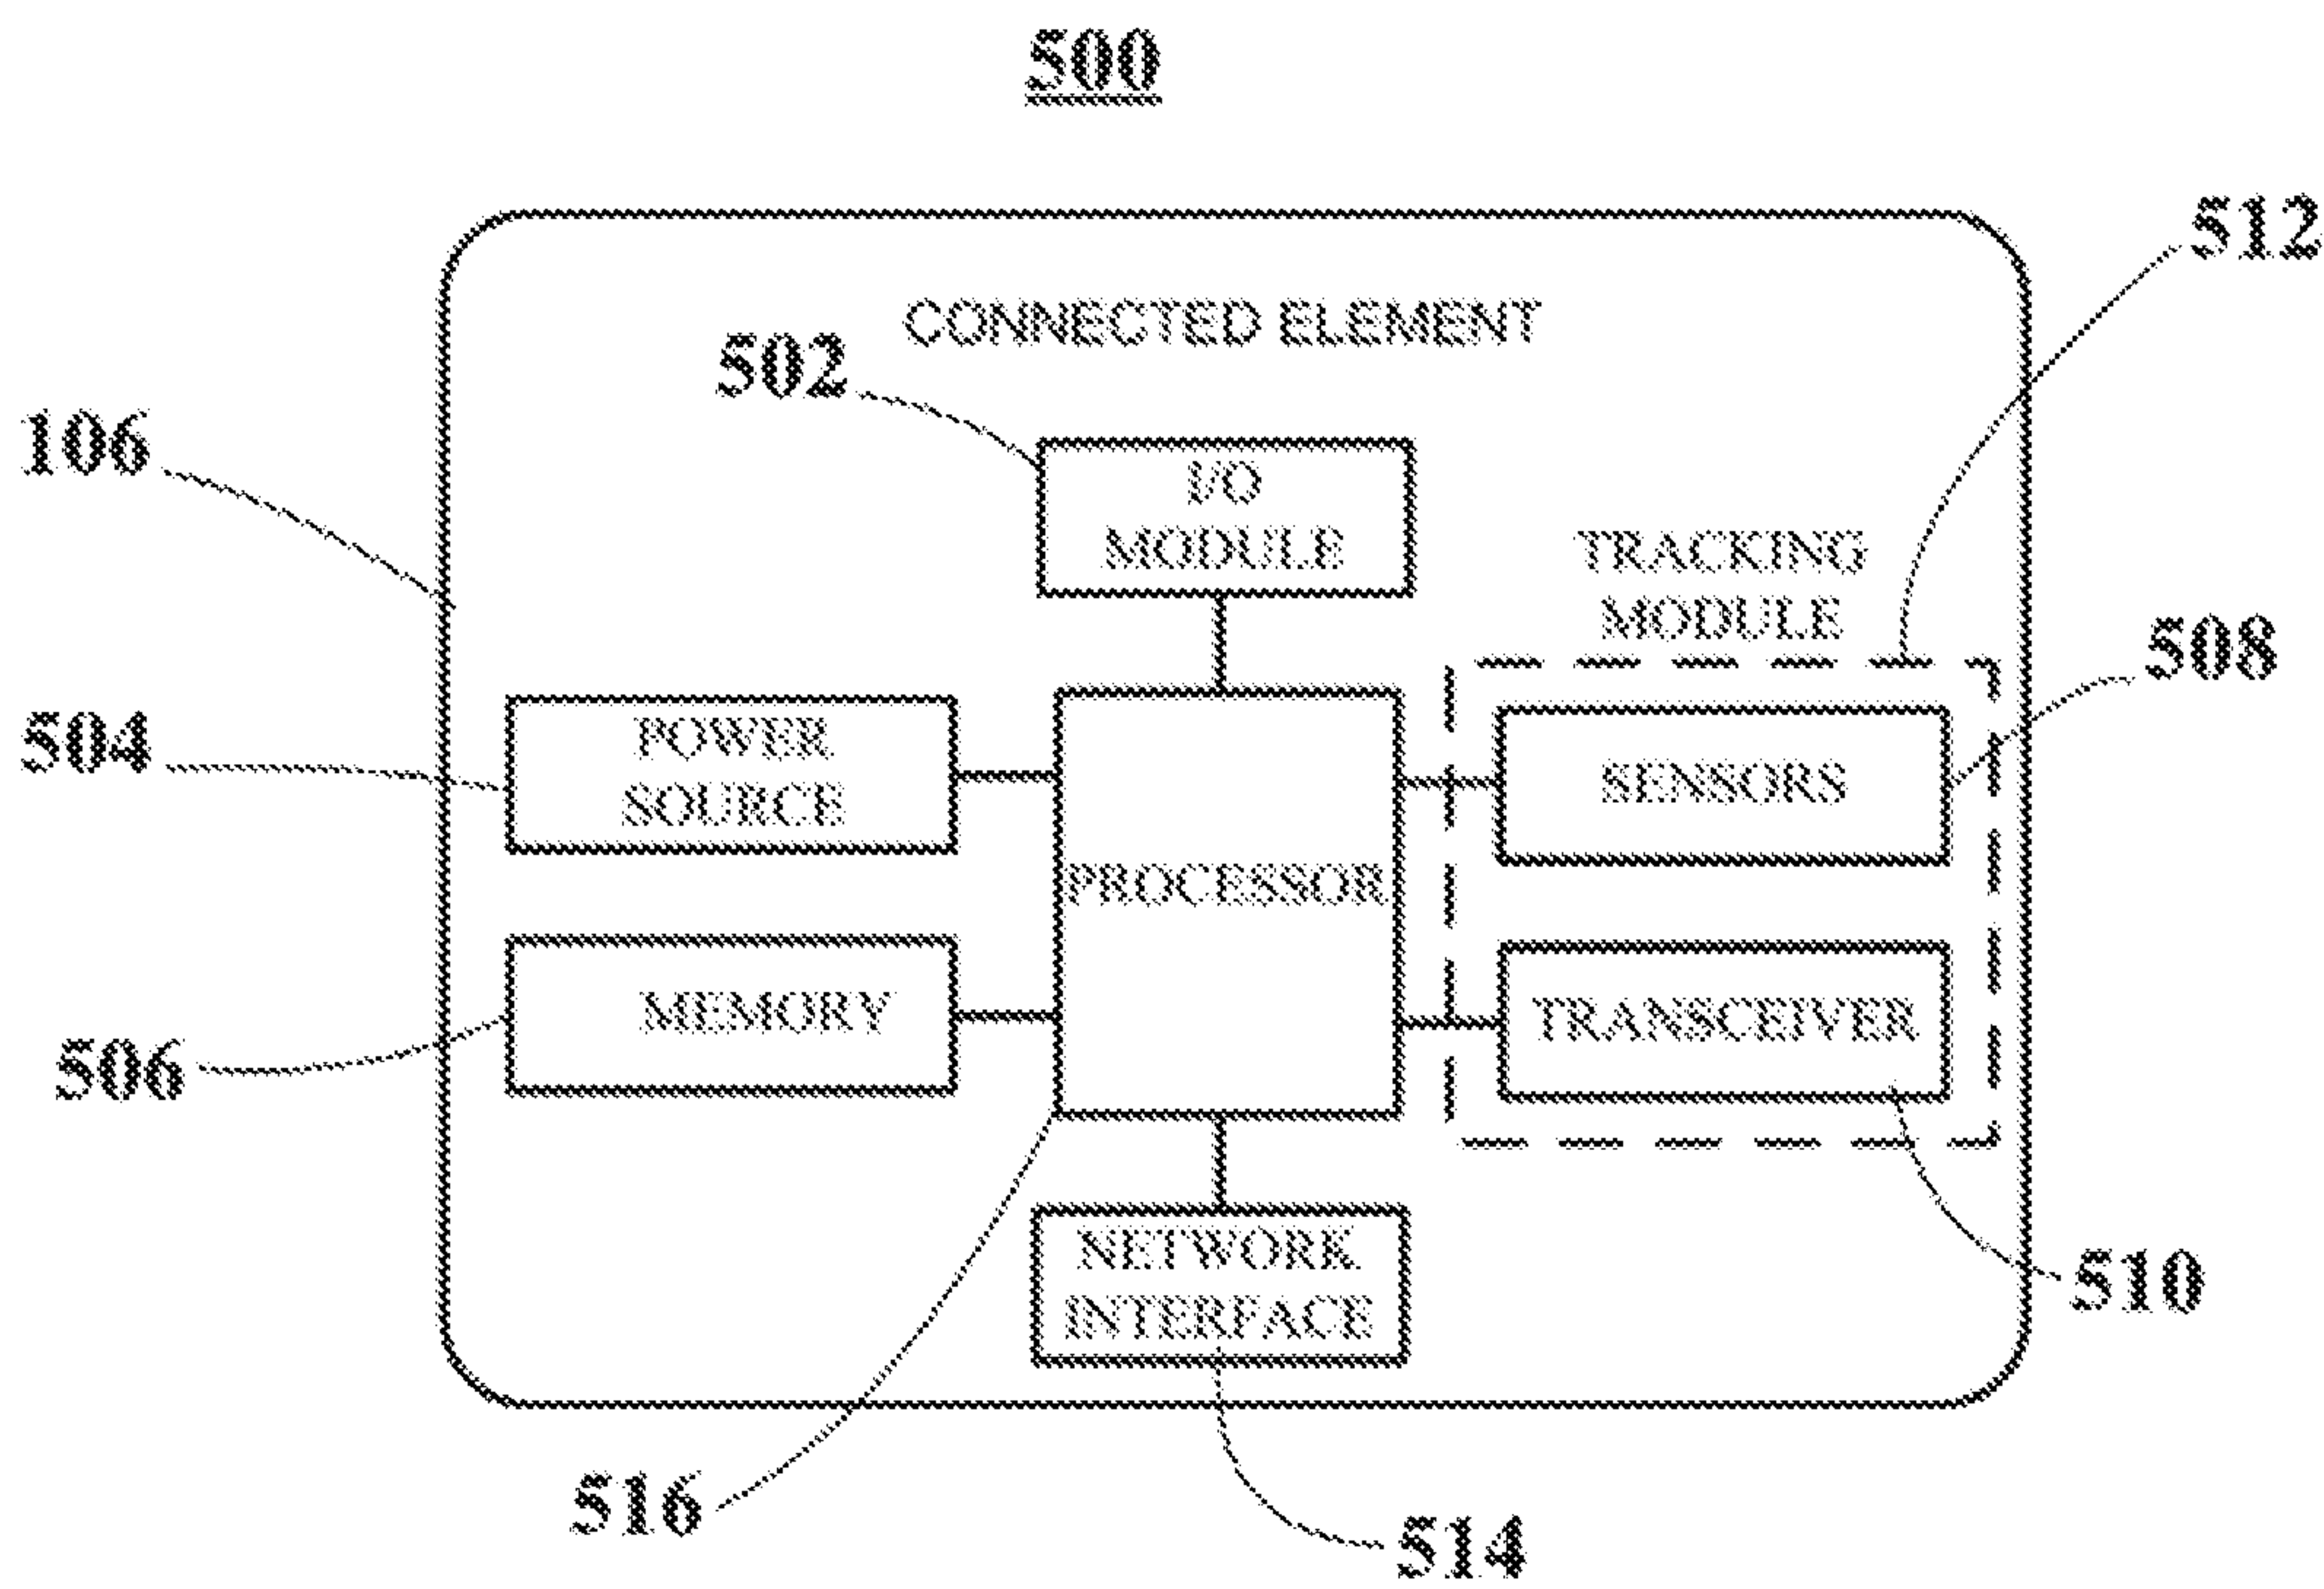 500
512
CONNECTED ELEMENT
502
106
I/O
MODULE
TRACKING
MODULE
508
504
POWER
SOURCE
SENSORS
PROCESSOR
MEMORY
TRANSCEIVER
506
NETWORK
INTERFACE
510
516
514